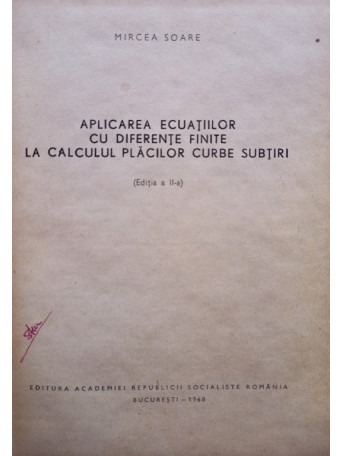 MIRCEA SOARE
APLICAREA ECUAȚIILOR
CU DIFERENȚE FINITE
LA CALCULUL PLĂCILOR CURBE SUBȚIRI
(Ediția a II-a)
EDITURA ACADEMIEI REPUBLICII SOCIALISTE ROMÂNIA
BUCUREȘTI — 1968